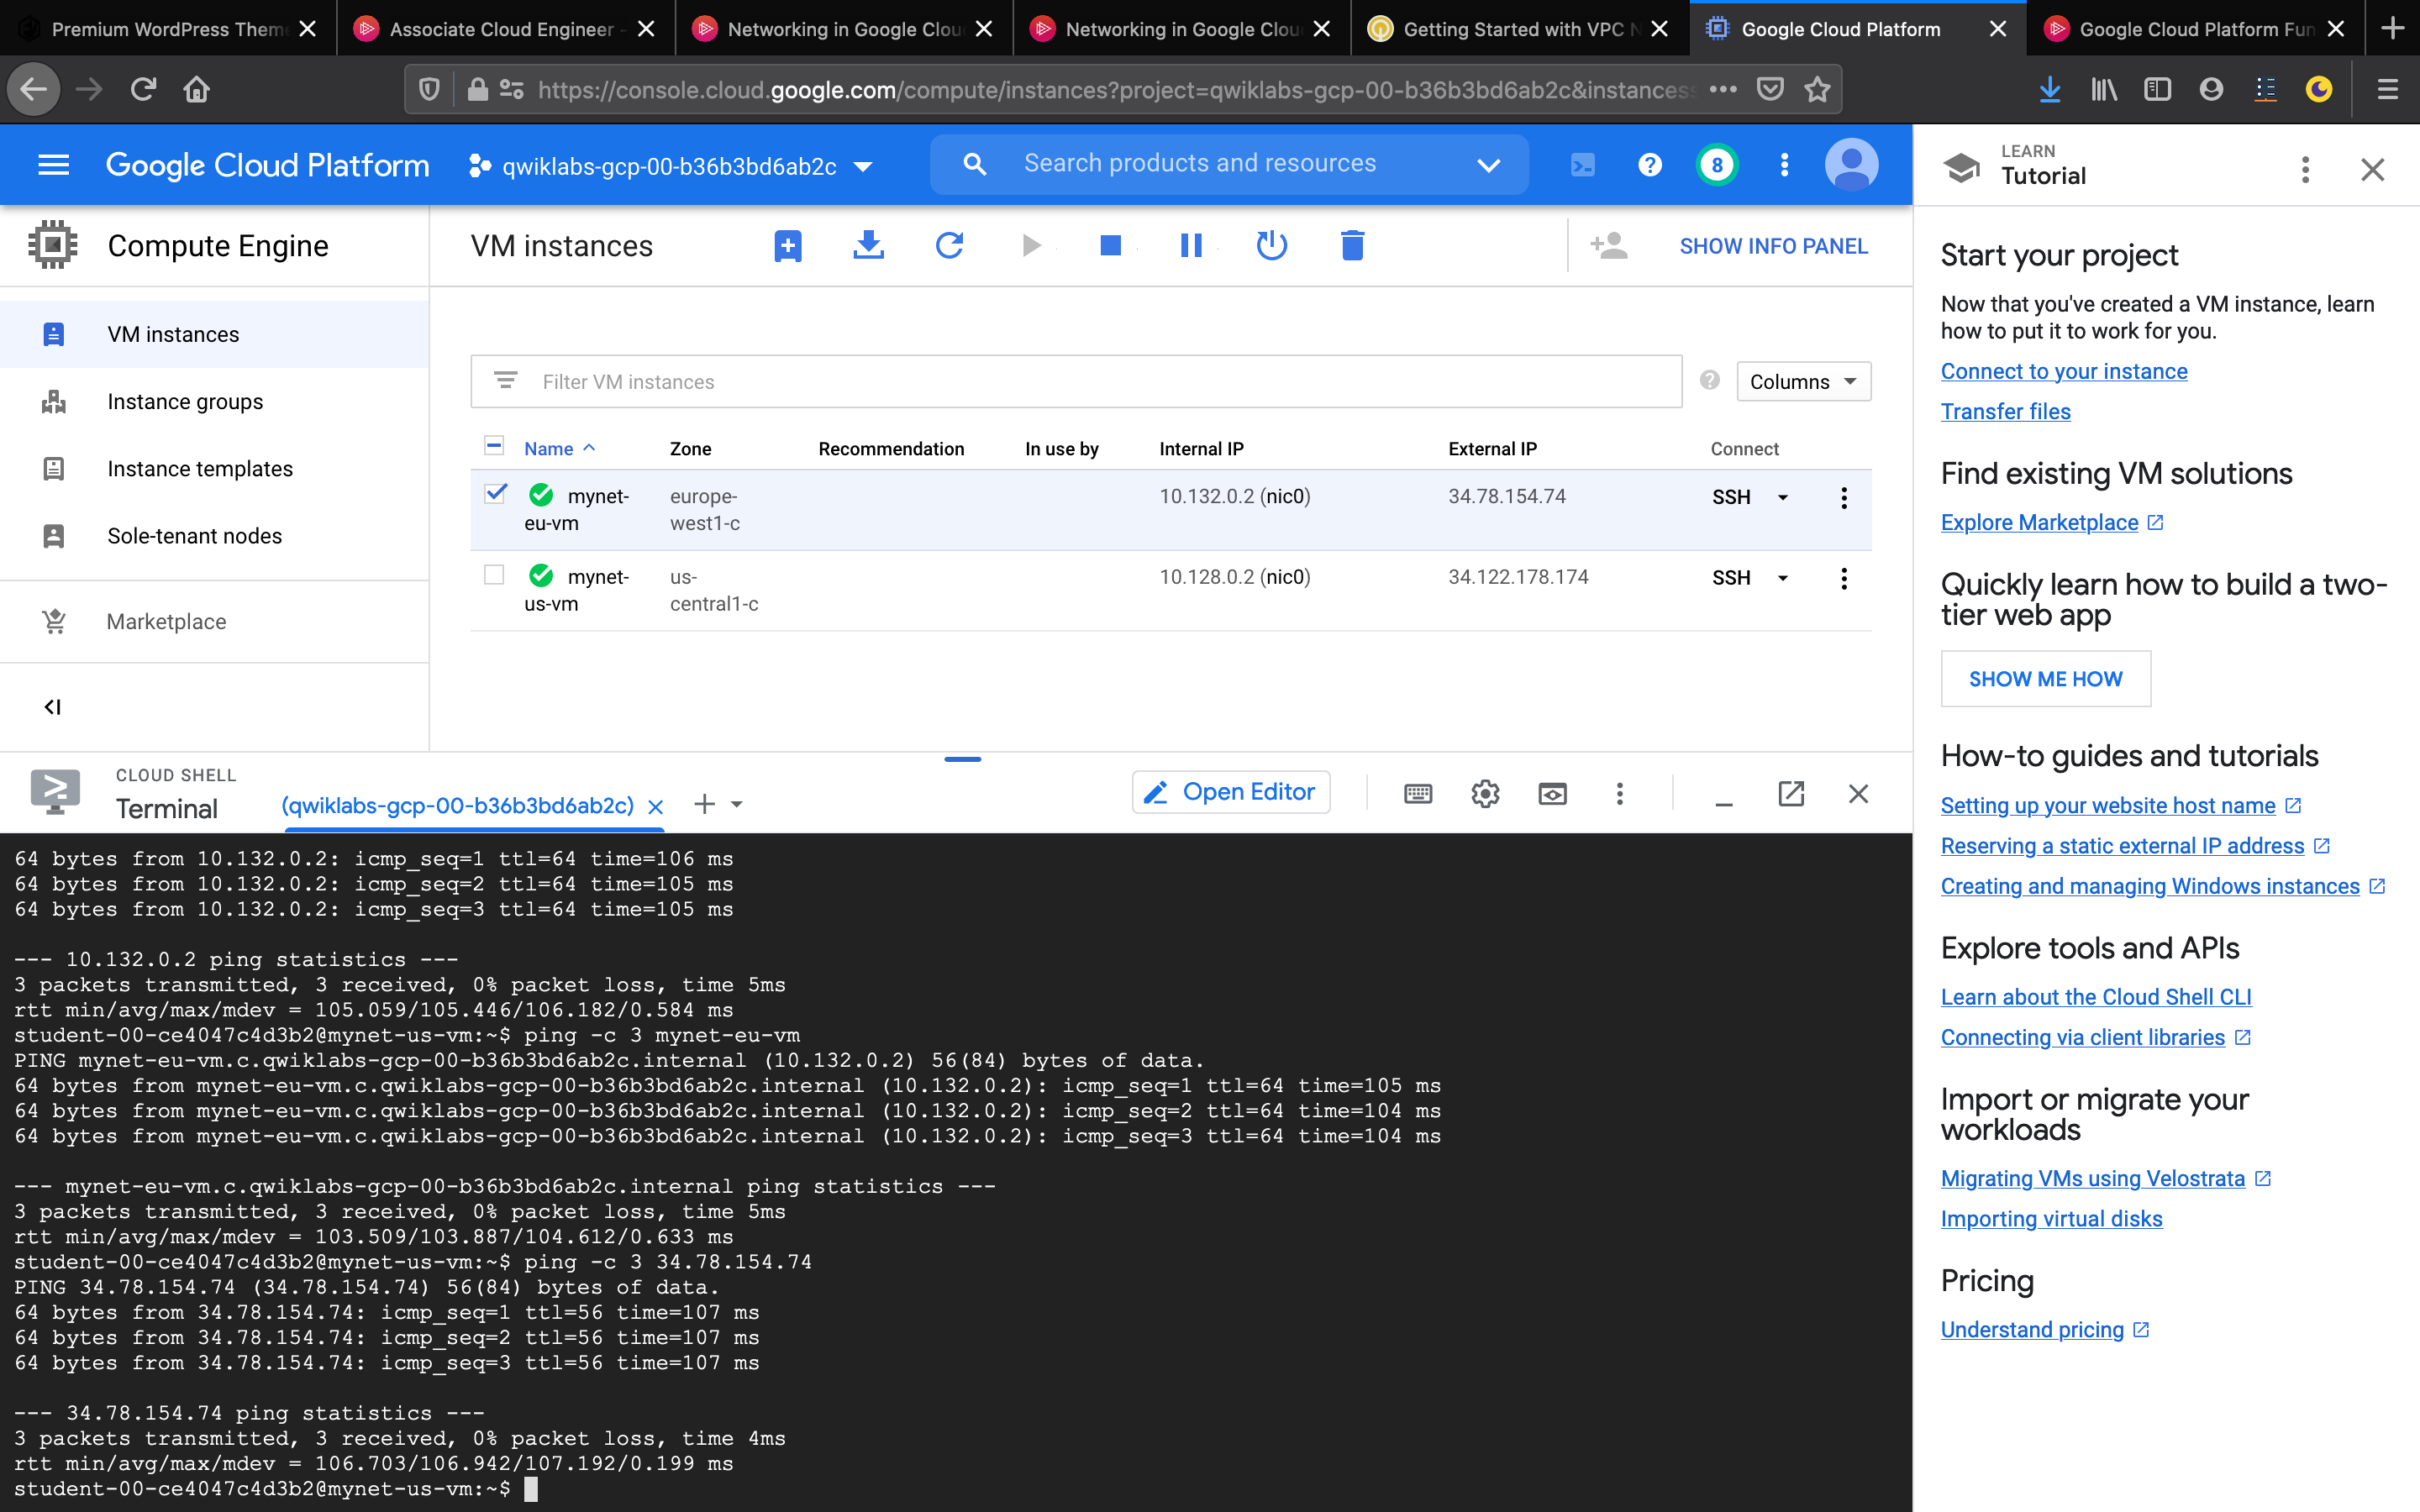 Premium WordPress Theme
Associate Cloud Engineer -
Networking in Google Clou
Networking in Google Clou
Getting Started with VPC N
Google Cloud Platform
Google Cloud Platform Fun
https://console.cloud.google.com/compute/instances?project=qwiklabs-gcp-00-b36b3bd6ab2c&instances
Google Cloud Platform
qwiklabs-gcp-00-b36b3bd6ab2c
Search products and resources
8
LEARN
Tutorial
Compute Engine
VM instances
SHOW INFO PANEL
VM instances
Instance groups
Instance templates
Sole-tenant nodes
Marketplace
Filter VM instances
Columns
Name Zone Recommendation In use by Internal IP External IP Connect
mynet-eu-vm europe-west1-c 10.132.0.2 (nic0) 34.78.154.74 SSH
mynet-us-vm us-central1-c 10.128.0.2 (nic0) 34.122.178.174 SSH
Start your project
Now that you've created a VM instance, learn
how to put it to work for you.
Connect to your instance
Transfer files
Find existing VM solutions
Explore Marketplace
Quickly learn how to build a two-
tier web app
SHOW ME HOW
How-to guides and tutorials
Setting up your website host name
Reserving a static external IP address
Creating and managing Windows instances
Explore tools and APIs
Learn about the Cloud Shell CLI
Connecting via client libraries
Import or migrate your
workloads
Migrating VMs using Velostrata
Importing virtual disks
Pricing
Understand pricing
CLOUD SHELL
Terminal
(qwiklabs-gcp-00-b36b3bd6ab2c)
Open Editor
64 bytes from 10.132.0.2: icmp_seq=1 ttl=64 time=106 ms
64 bytes from 10.132.0.2: icmp_seq=2 ttl=64 time=105 ms
64 bytes from 10.132.0.2: icmp_seq=3 ttl=64 time=105 ms
--- 10.132.0.2 ping statistics ---
3 packets transmitted, 3 received, 0% packet loss, time 5ms
rtt min/avg/max/mdev = 105.059/105.446/106.182/0.584 ms
student-00-ce4047c4d3b2@mynet-us-vm:~$ ping -c 3 mynet-eu-vm
PING mynet-eu-vm.c.qwiklabs-gcp-00-b36b3bd6ab2c.internal (10.132.0.2) 56(84) bytes of data.
64 bytes from mynet-eu-vm.c.qwiklabs-gcp-00-b36b3bd6ab2c.internal (10.132.0.2): icmp_seq=1 ttl=64 time=105 ms
64 bytes from mynet-eu-vm.c.qwiklabs-gcp-00-b36b3bd6ab2c.internal (10.132.0.2): icmp_seq=2 ttl=64 time=104 ms
64 bytes from mynet-eu-vm.c.qwiklabs-gcp-00-b36b3bd6ab2c.internal (10.132.0.2): icmp_seq=3 ttl=64 time=104 ms
--- mynet-eu-vm.c.qwiklabs-gcp-00-b36b3bd6ab2c.internal ping statistics ---
3 packets transmitted, 3 received, 0% packet loss, time 5ms
rtt min/avg/max/mdev = 103.509/103.887/104.612/0.633 ms
student-00-ce4047c4d3b2@mynet-us-vm:~$ ping -c 3 34.78.154.74
PING 34.78.154.74 (34.78.154.74) 56(84) bytes of data.
64 bytes from 34.78.154.74: icmp_seq=1 ttl=56 time=107 ms
64 bytes from 34.78.154.74: icmp_seq=2 ttl=56 time=107 ms
64 bytes from 34.78.154.74: icmp_seq=3 ttl=56 time=107 ms
--- 34.78.154.74 ping statistics ---
3 packets transmitted, 3 received, 0% packet loss, time 4ms
rtt min/avg/max/mdev = 106.703/106.942/107.192/0.199 ms
student-00-ce4047c4d3b2@mynet-us-vm:~$